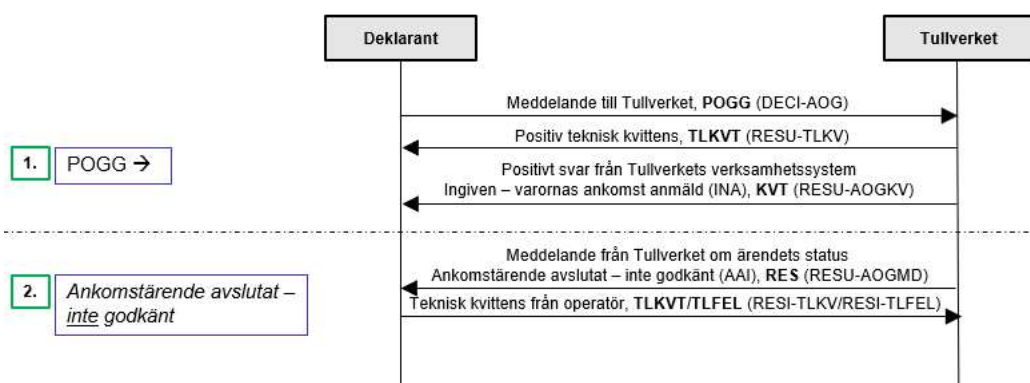 Deklarant
Tullverket
Meddelande till Tullverket, POGG (DECI-AOG)
Positiv teknisk kvittens, TLKVT (RESU-TLKV)
1.
POGG →
Positivt svar från Tullverkets verksamhetssystem
Ingiven – varornas ankomst anmäld (INA), KVT (RESU-AOGKV)
2.
Ankomstärende avslutat –
inte godkänt
Meddelande från Tullverket om ärendets status
Ankomstärende avslutat – inte godkänt (AAI), RES (RESU-AOGMD)
Teknisk kvittens från operatör, TLKVT/TLFEL (RESI-TLKV/RESI-TLFEL)